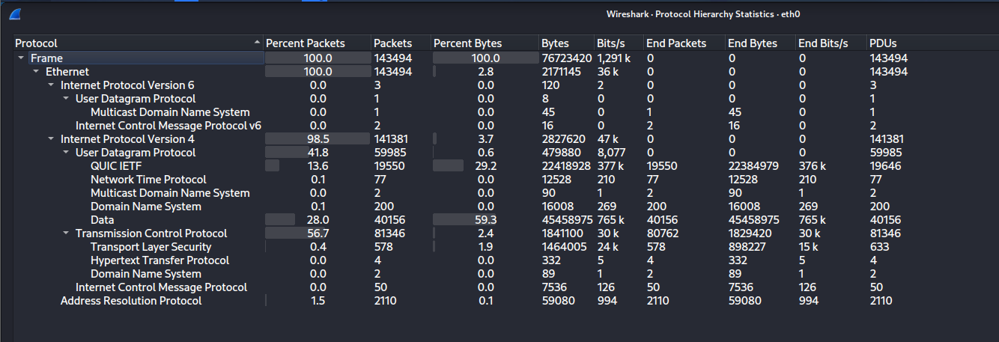 Wireshark · Protocol Hierarchy Statistics · eth0
Protocol Percent Packets Packets Percent Bytes Bytes Bits/s End Packets End Bytes End Bits/s PDUs
Frame 100.0 143494 100.0 76723420 1,291 k 0 0 0 143494
Ethernet 100.0 143494 2.8 2171145 36 k 0 0 0 143494
Internet Protocol Version 6 0.0 3 0.0 120 2 0 0 0 3
User Datagram Protocol 0.0 1 0.0 8 0 0 0 0 1
Multicast Domain Name System 0.0 1 0.0 45 0 1 45 0 1
Internet Control Message Protocol v6 0.0 2 0.0 16 0 2 16 0 2
Internet Protocol Version 4 98.5 141381 3.7 2827620 47 k 0 0 0 141381
User Datagram Protocol 41.8 59985 0.6 479880 8,077 0 0 0 59985
QUIC IETF 13.6 19550 29.2 22418928 377 k 19550 22384979 376 k 19646
Network Time Protocol 0.1 77 0.0 12528 210 77 12528 210 77
Multicast Domain Name System 0.0 2 0.0 90 1 2 90 1 2
Domain Name System 0.1 200 0.0 16008 269 200 16008 269 200
Data 28.0 40156 59.3 45458975 765 k 40156 45458975 765 k 40156
Transmission Control Protocol 56.7 81346 2.4 1841100 30 k 80762 1829420 30 k 81346
Transport Layer Security 0.4 578 1.9 1464005 24 k 578 898227 15 k 633
Hypertext Transfer Protocol 0.0 4 0.0 332 5 4 332 5 4
Domain Name System 0.0 2 0.0 89 1 2 89 1 2
Internet Control Message Protocol 0.0 50 0.0 7536 126 50 7536 126 50
Address Resolution Protocol 1.5 2110 0.1 59080 994 2110 59080 994 2110